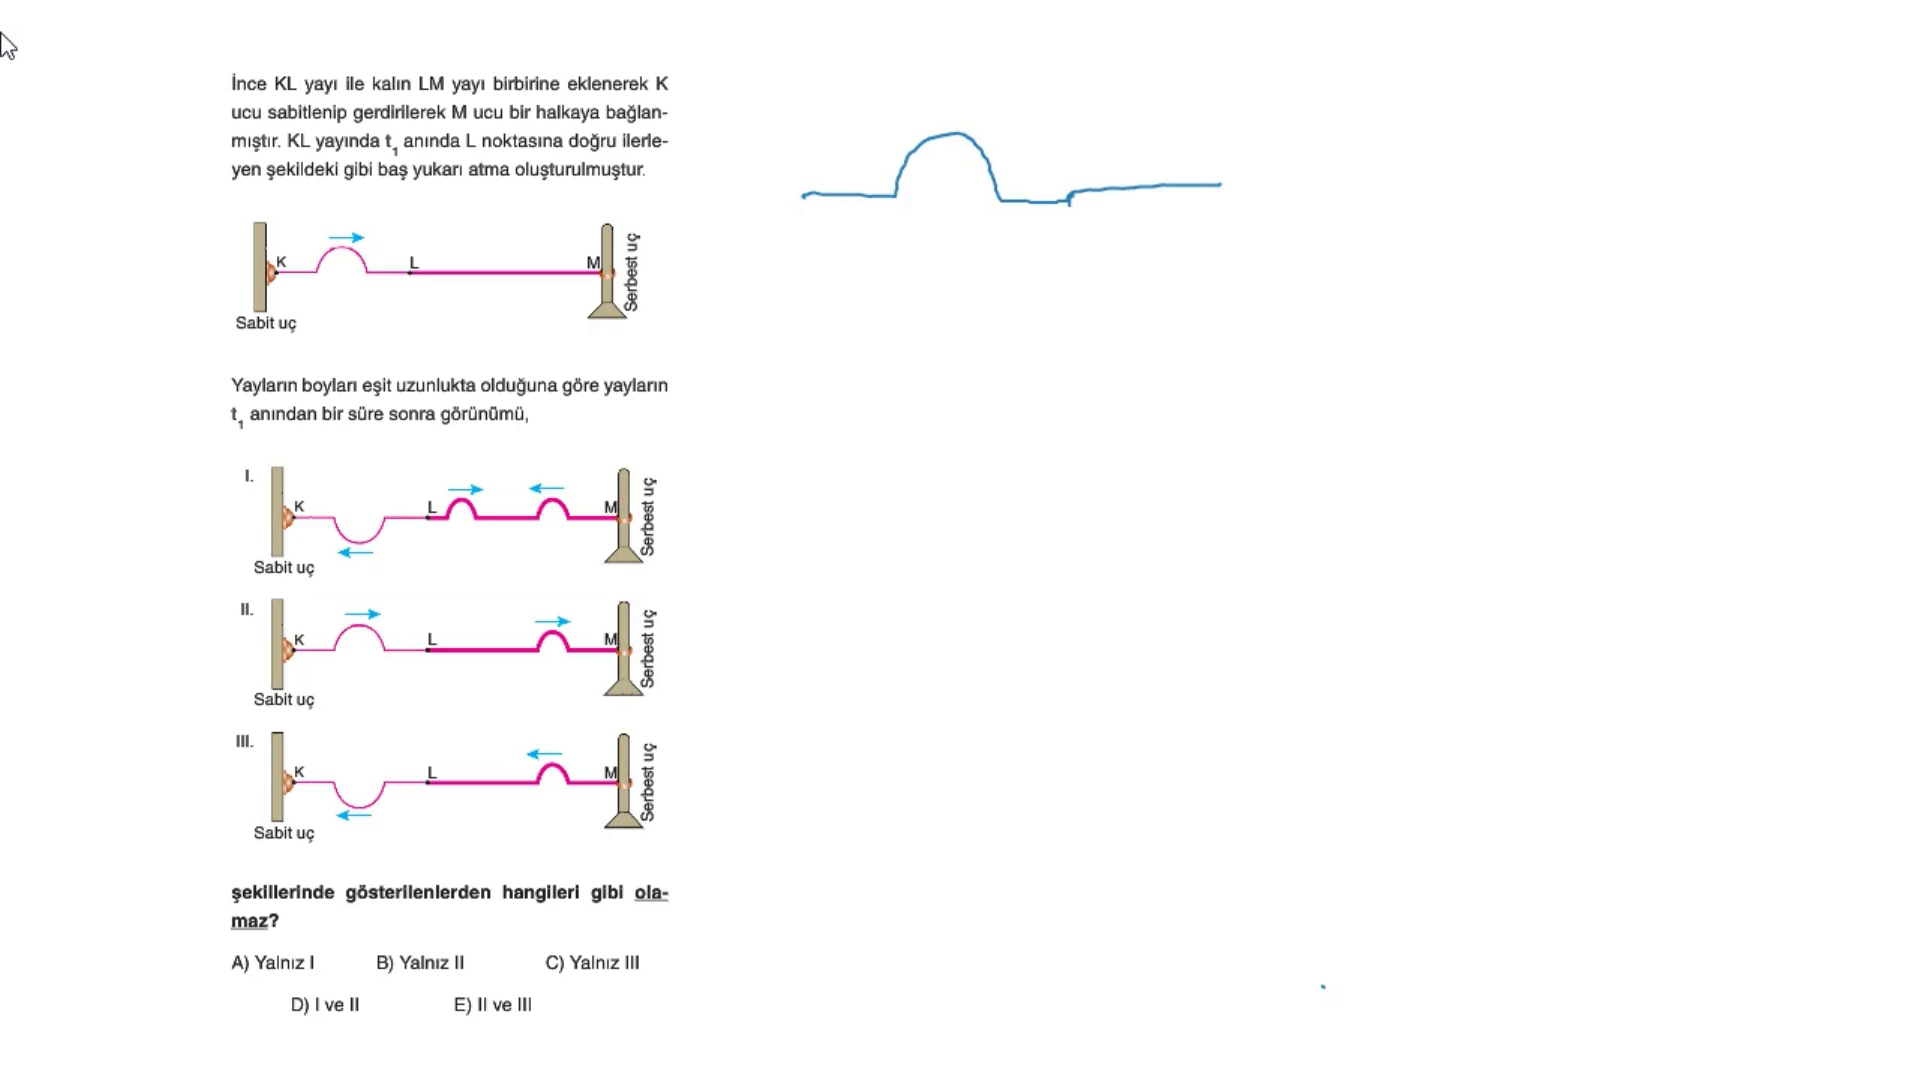 İnce KL yayı ile kalın LM yayı birbirine eklenerek K
ucu sabitlenip gerdirilerek M ucu bir halkaya bağlan-
mıştır. KL yayında t1 anında L noktasına doğru ilerle-
yen şekildeki gibi baş yukarı atma oluşturulmuştur.
K
L
M
Serbest uç
Sabit uç
Yayların boyları eşit uzunlukta olduğuna göre yayların
t1 anından bir süre sonra görünümü,
I.
K
L
M
Serbest uç
Sabit uç
II.
K
L
M
Serbest uç
Sabit uç
III.
K
L
M
Serbest uç
Sabit uç
şekillerinde gösterilenlerden hangileri gibi ola-
maz?
A) Yalnız I B) Yalnız II C) Yalnız III
D) I ve II E) II ve III